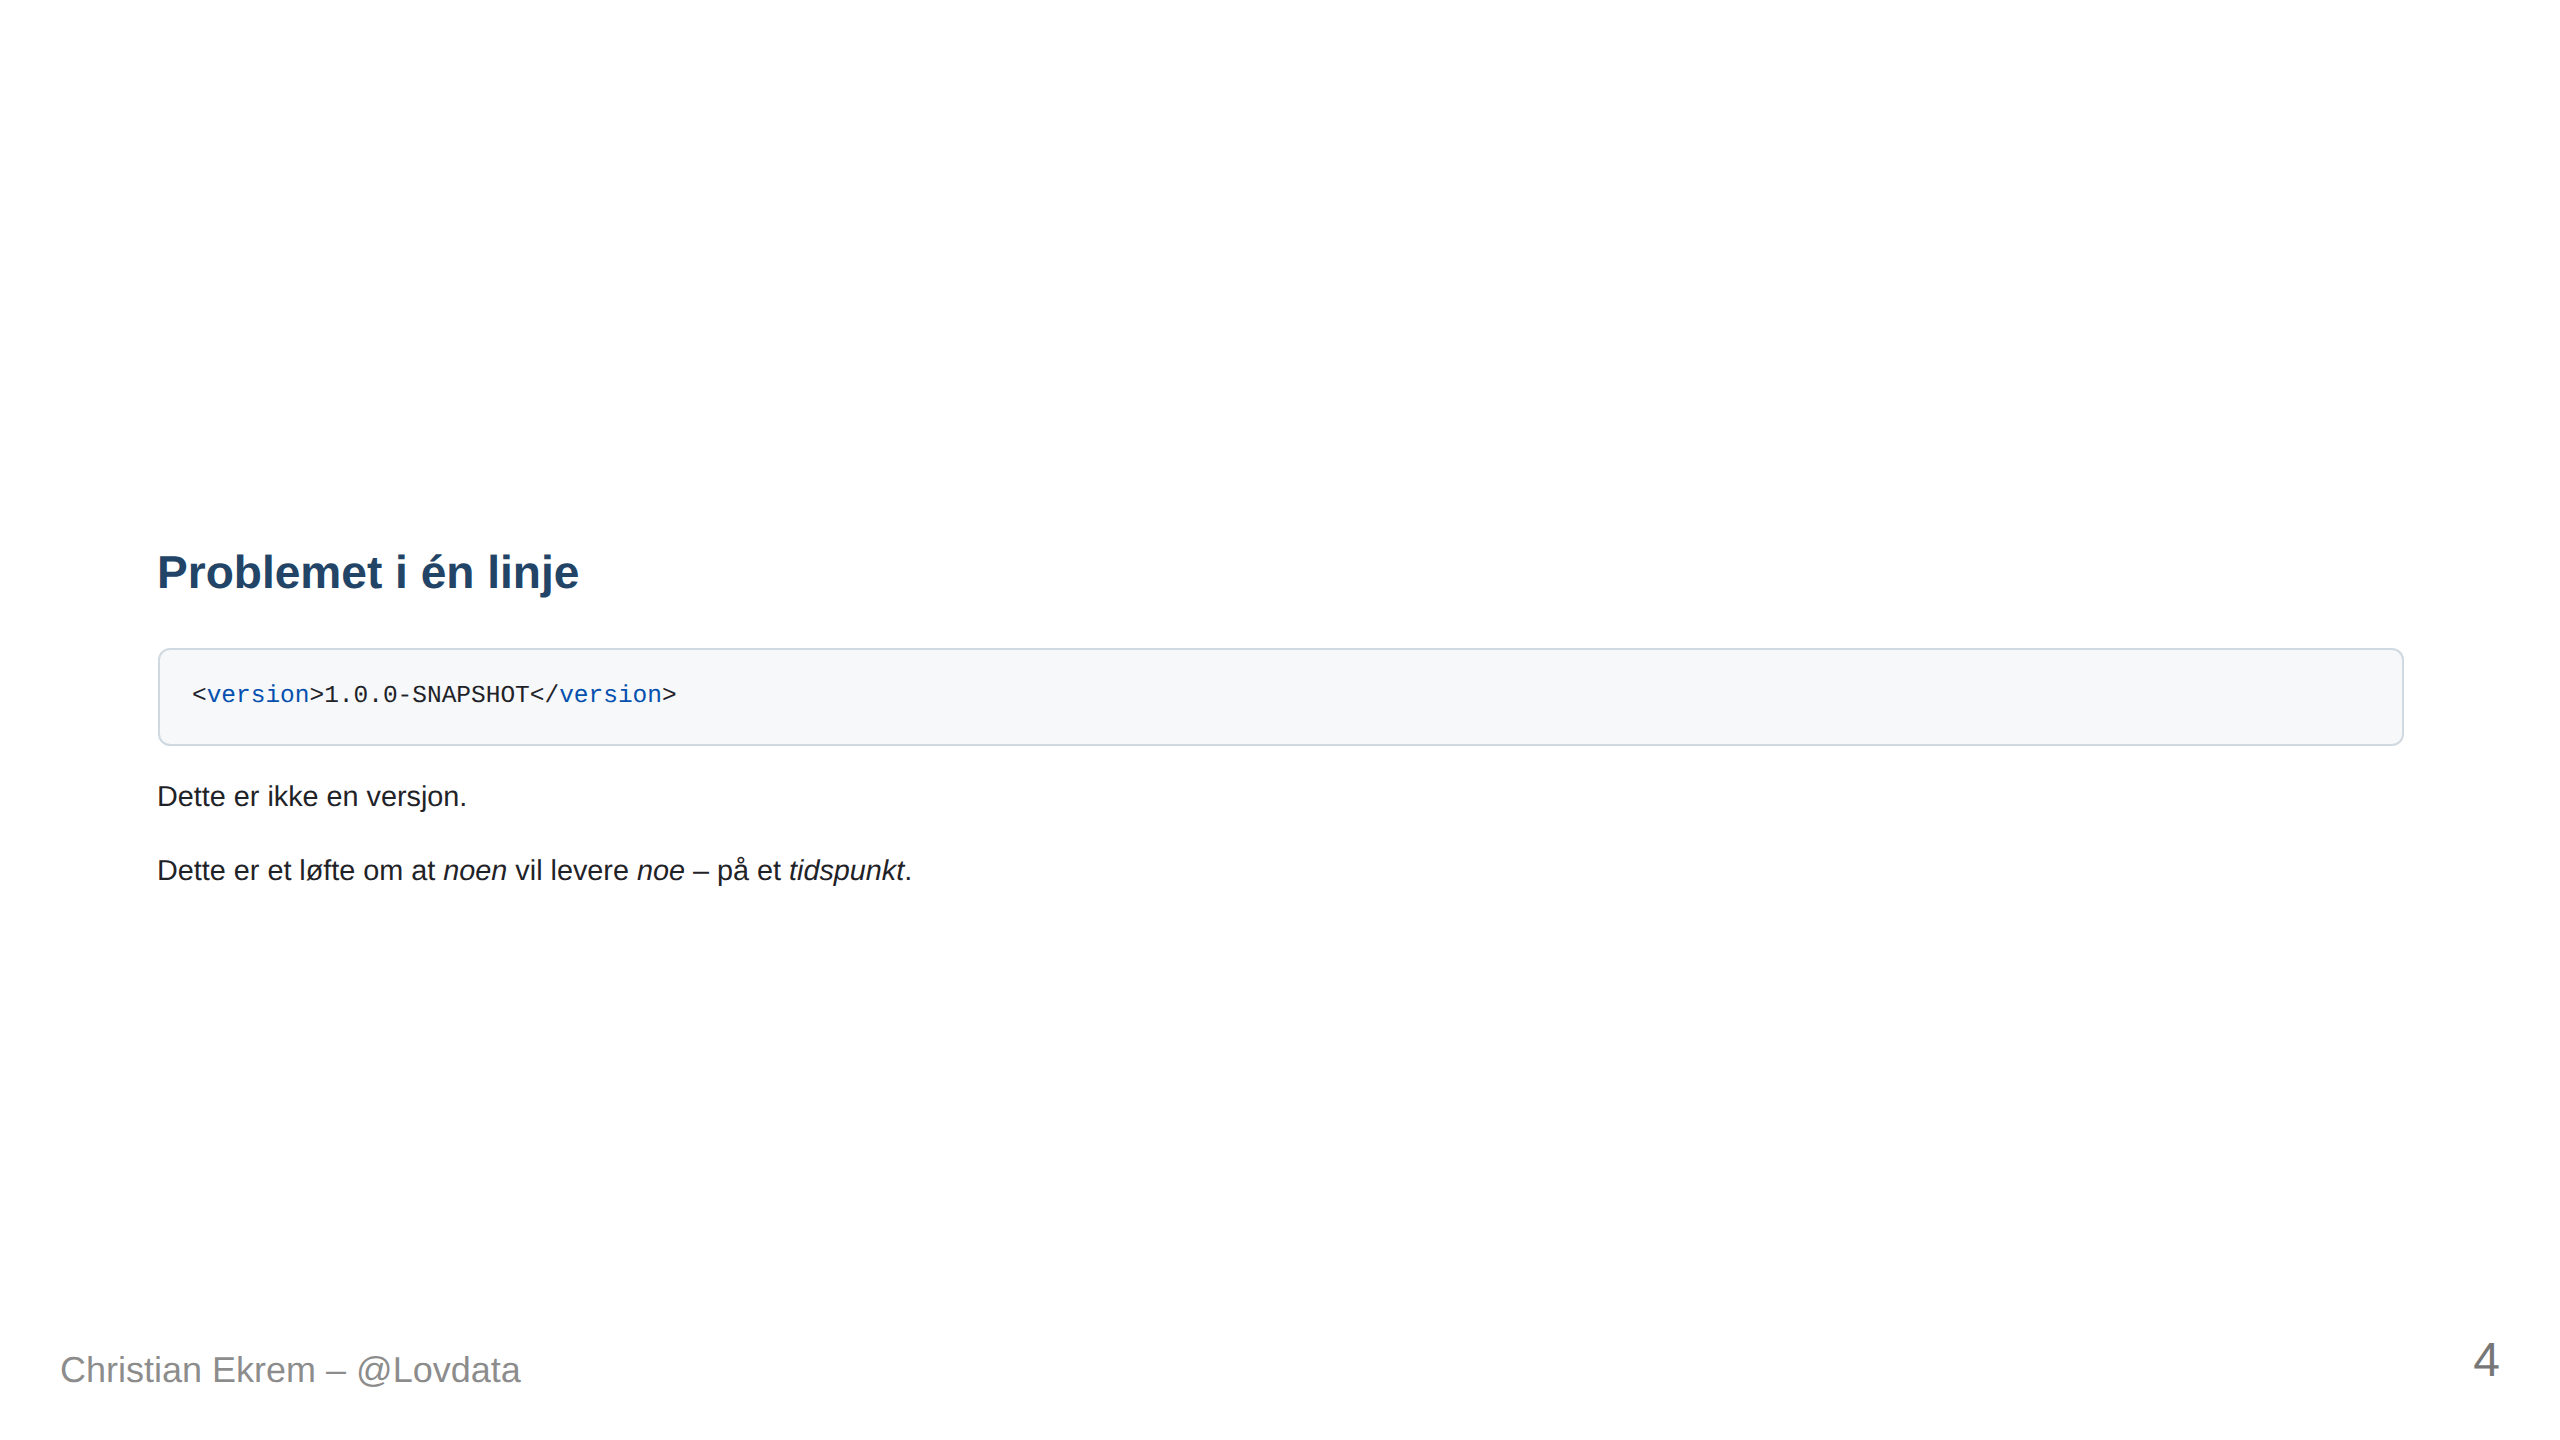 Problemet i én linje
<version>1.0.0-SNAPSHOT</version>
Dette er ikke en versjon.
Dette er et løfte om at noen vil levere noe – på et tidspunkt.
Christian Ekrem – @Lovdata
4